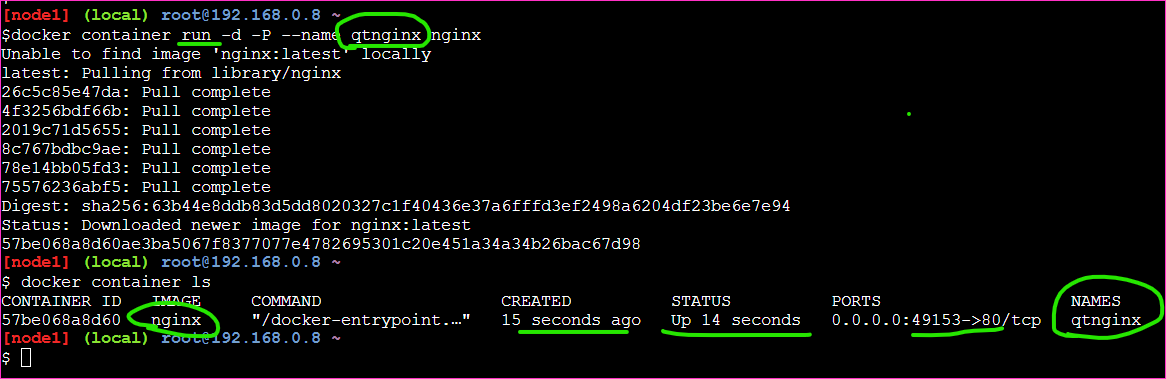 [node1] (local) root@192.168.0.8 ~
$docker container run -d -P --name qtnginx nginx
Unable to find image 'nginx:latest' locally
latest: Pulling from library/nginx
26c5c85e47da: Pull complete
4f3256bdf66b: Pull complete
2019c71d5655: Pull complete
8c767bdbc9ae: Pull complete
78e14bb05fd3: Pull complete
75576236abf5: Pull complete
Digest: sha256:63b44e8ddb83d5dd8020327c1f40436e37a6fffd3ef2498a6204df23be6e7e94
Status: Downloaded newer image for nginx:latest
57be068a8d60ae3ba5067f8377077e4782695301c20e451a34a34b26bac67d98
[node1] (local) root@192.168.0.8 ~
$ docker container ls
CONTAINER ID IMAGE COMMAND CREATED STATUS PORTS NAMES
57be068a8d60 nginx "/docker-entrypoint.…" 15 seconds ago Up 14 seconds 0.0.0.0:49153->80/tcp qtnginx
[node1] (local) root@192.168.0.8 ~
$